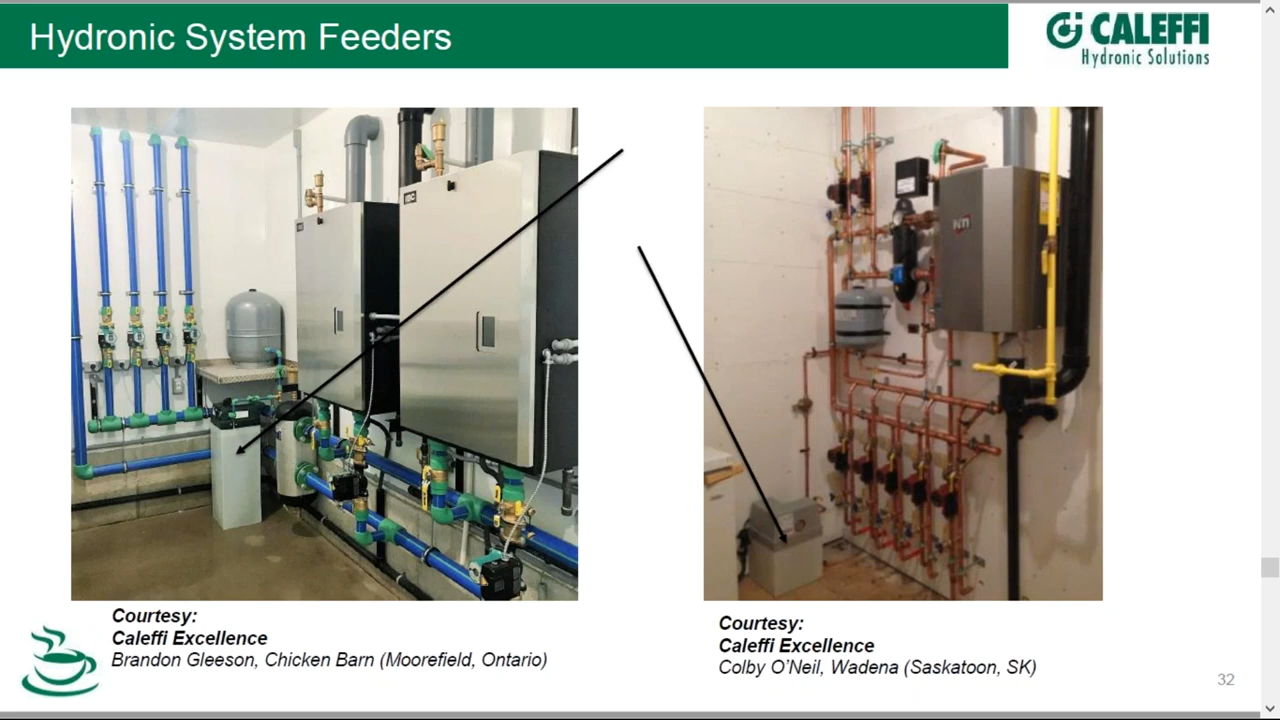 Hydronic System Feeders
CALEFFI
Hydronic Solutions
NTI
Courtesy:
Caleffi Excellence
Brandon Gleeson, Chicken Barn (Moorefield, Ontario)
Courtesy:
Caleffi Excellence
Colby O'Neil, Wadena (Saskatoon, SK)
32